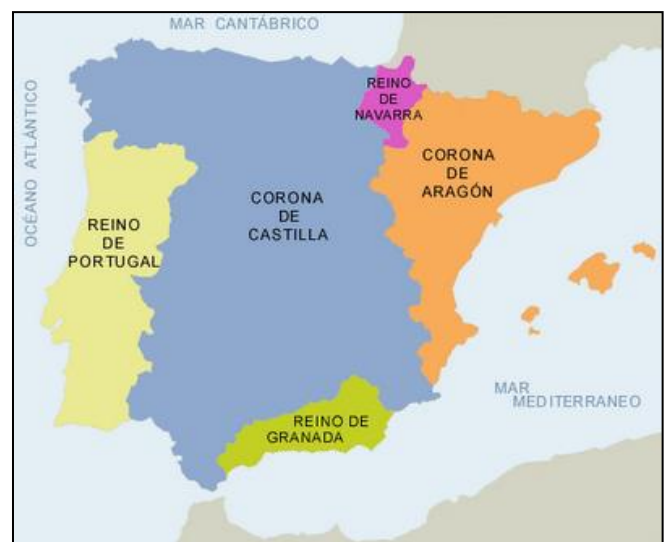 MAR CANTÁBRICO
OCÉANO ATLÁNTICO
REINO
DE
NAVARRA
CORONA
DE
ARAGÓN
CORONA
DE
CASTILLA
REINO
DE
PORTUGAL
MAR
MEDITERRANEO
REINO DE
GRANADA